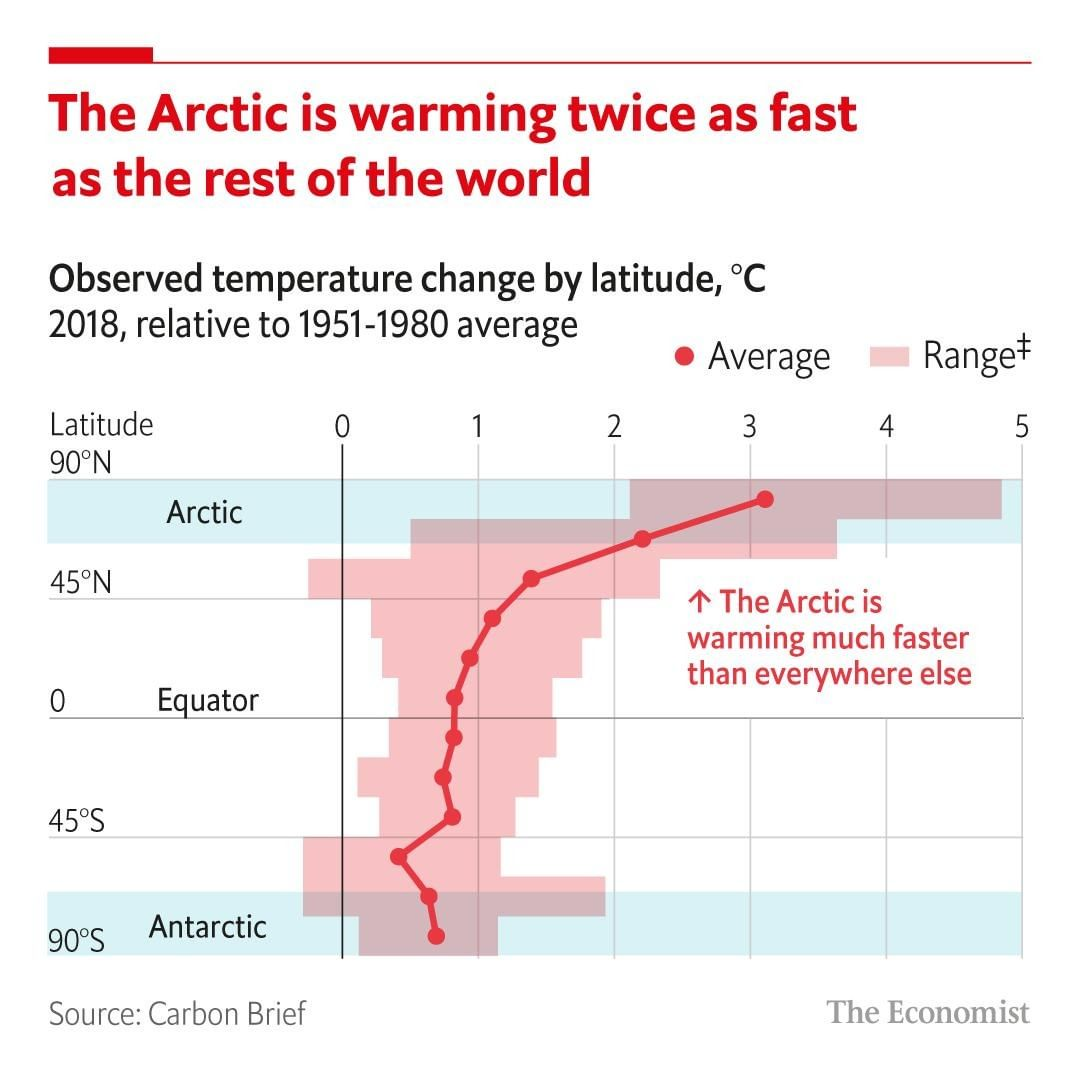 The Arctic is warming twice as fast
as the rest of the world
Observed temperature change by latitude, °C
2018, relative to 1951-1980 average
Average Range‡
Latitude 0 1 2 3 4 5
90°N
Arctic
45°N
↑ The Arctic is
warming much faster
than everywhere else
0 Equator
45°S
Antarctic
90°S
Source: Carbon Brief The Economist